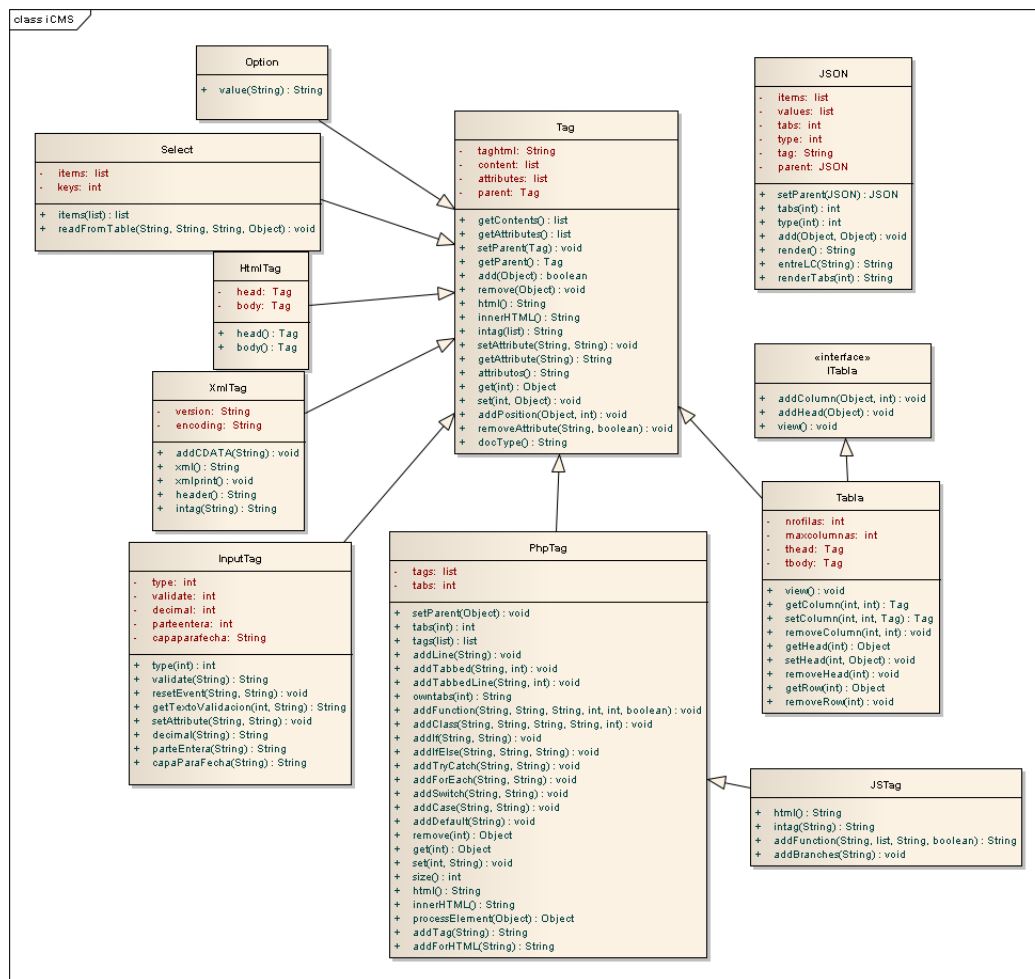 class iCMS
Option
+ value(String) : String
Select
- items: list
- keys: int
+ items(list) : list
+ readFromTable(String, String, String, Object) : void
HtmlTag
- head: Tag
- body: Tag
+ head() : Tag
+ body() : Tag
XmlTag
- version: String
- encoding: String
+ addCDATA(String) : void
+ xml() : String
+ xmlprint() : void
+ header() : String
+ intag(String) : String
InputTag
- type: int
- validate: int
- decimal: int
- parteentera: int
- capaparafecha: String
+ type(int) : int
+ validate(String) : String
+ resetEvent(String, String) : void
+ getTextoValidacion(int, String) : String
+ setAttribute(String, String) : void
+ decimal(String) : String
+ parteEntera(String) : String
+ capaParaFecha(String) : String
Tag
- taghtml: String
- content: list
- attributes: list
- parent: Tag
+ getContents() : list
+ getAttributes() : list
+ setParent(Tag) : void
+ getParent() : Tag
+ add(Object) : boolean
+ remove(Object) : void
+ html() : String
+ innerHTML() : String
+ intag(list) : String
+ setAttribute(String, String) : void
+ getAttribute(String) : String
+ attributos() : String
+ get(int) : Object
+ set(int, Object) : void
+ addPosition(Object, int) : void
+ removeAttribute(String, boolean) : void
+ docType() : String
PhpTag
- tags: list
- tabs: int
+ setParent(Object) : void
+ tabs(int) : int
+ tags(list) : list
+ addLine(String) : void
+ addTabbed(String, int) : void
+ addTabbedLine(String, int) : void
+ owntabs(int) : String
+ addFunction(String, String, String, int, int, boolean) : void
+ addClass(String, String, String, String, int) : void
+ addIf(String, String) : void
+ addIfElse(String, String, String) : void
+ addTryCatch(String, String) : void
+ addForEach(String, String) : void
+ addSwitch(String, String) : void
+ addCase(String, String) : void
+ addDefault(String) : void
+ remove(int) : Object
+ get(int) : Object
+ set(int, String) : void
+ size() : int
+ html() : String
+ innerHTML() : String
+ processElement(Object) : Object
+ addTag(String) : String
+ addForHTML(String) : String
JSON
- items: list
- values: list
- tabs: int
- type: int
- tag: String
- parent: JSON
+ setParent(JSON) : JSON
+ tabs(int) : int
+ type(int) : int
+ add(Object, Object) : void
+ render() : String
+ entreLC(String) : String
+ renderTabs(int) : String
«interface»
ITabla
+ addColumn(Object, int) : void
+ addHead(Object) : void
+ view() : void
Tabla
- nrofilas: int
- maxcolumnas: int
- thead: Tag
- tbody: Tag
+ view() : void
+ getColumn(int, int) : Tag
+ setColumn(int, int, Tag) : Tag
+ removeColumn(int, int) : void
+ getHead(int) : Object
+ setHead(int, Object) : void
+ removeHead(int) : void
+ getRow(int) : Object
+ removeRow(int) : void
JSTag
+ html() : String
+ intag(String) : String
+ addFunction(String, list, String, boolean) : String
+ addBranches(String) : void